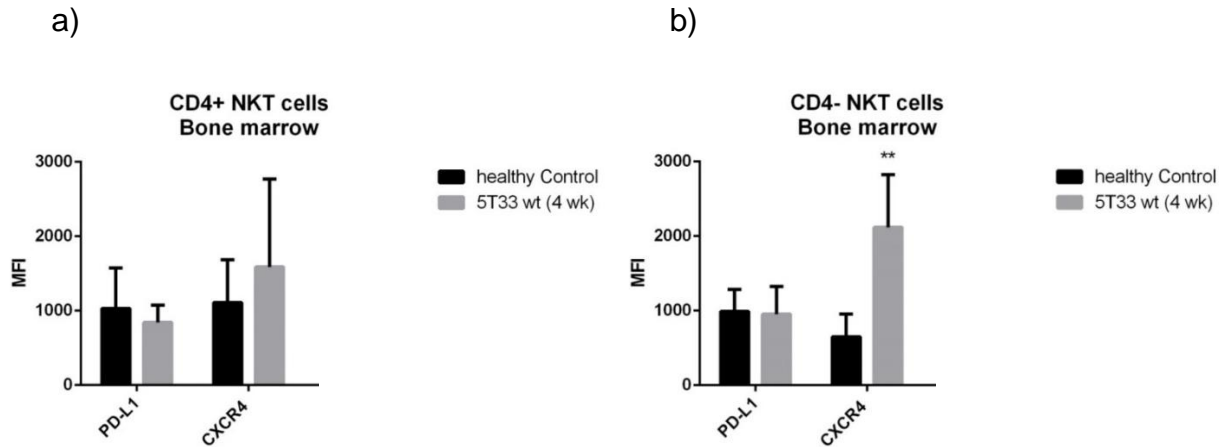 a)
CD4+ NKT cells
Bone marrow
3000
2000
1000
0
MFI
PD-L1
CXCR4
healthy Control
5T33 wt (4 wk)
b)
CD4- NKT cells
Bone marrow
**
3000
2000
1000
0
MFI
PD-L1
CXCR4
healthy Control
5T33 wt (4 wk)